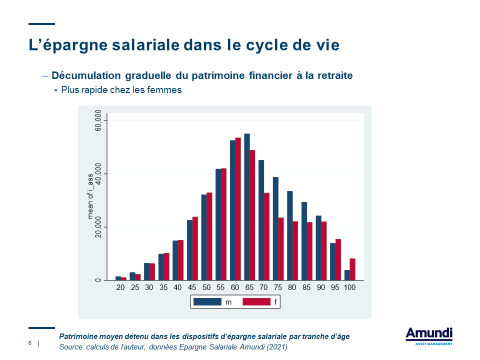 L'épargne salariale dans le cycle de vie
– Décumulation graduelle du patrimoine financier à la retraite
- Plus rapide chez les femmes
60,000
40,000
20,000
0
mean of i_ass
20 25 30 35 40 45 50 55 60 65 70 75 80 85 90 95 100
m f
Patrimoine moyen détenu dans les dispositifs d'épargne salariale par tranche d'âge
Source: calculs de l'auteur, données Epargne Salariale Amundi (2021)
6 |
Amundi
ASSET MANAGEMENT